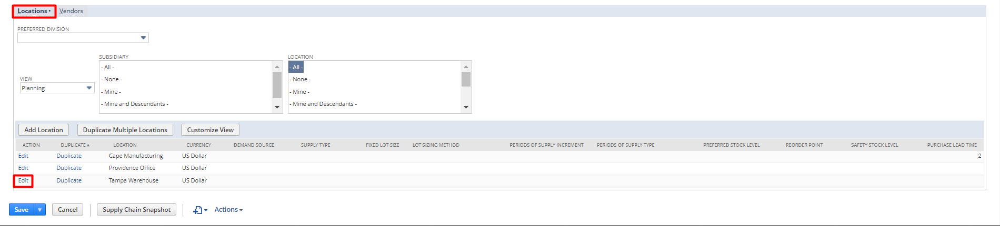 Locations • Vendors
PREFERRED DIVISION
SUBSIDIARY LOCATION
- All - - All -
- None - - None -
VIEW
Planning
- Mine - - Mine -
- Mine and Descendants - - Mine and Descendants -
Add Location Duplicate Multiple Locations Customize View
ACTION DUPLICATE LOCATION CURRENCY DEMAND SOURCE SUPPLY TYPE FIXED LOT SIZE LOT SIZING METHOD PERIODS OF SUPPLY INCREMENT PERIODS OF SUPPLY TYPE PREFERRED STOCK LEVEL REORDER POINT SAFETY STOCK LEVEL PURCHASE LEAD TIME
Edit Duplicate Cape Manufacturing US Dollar 2
Edit Duplicate Providence Office US Dollar
Edit Duplicate Tampa Warehouse US Dollar
Save Cancel Supply Chain Snapshot Actions